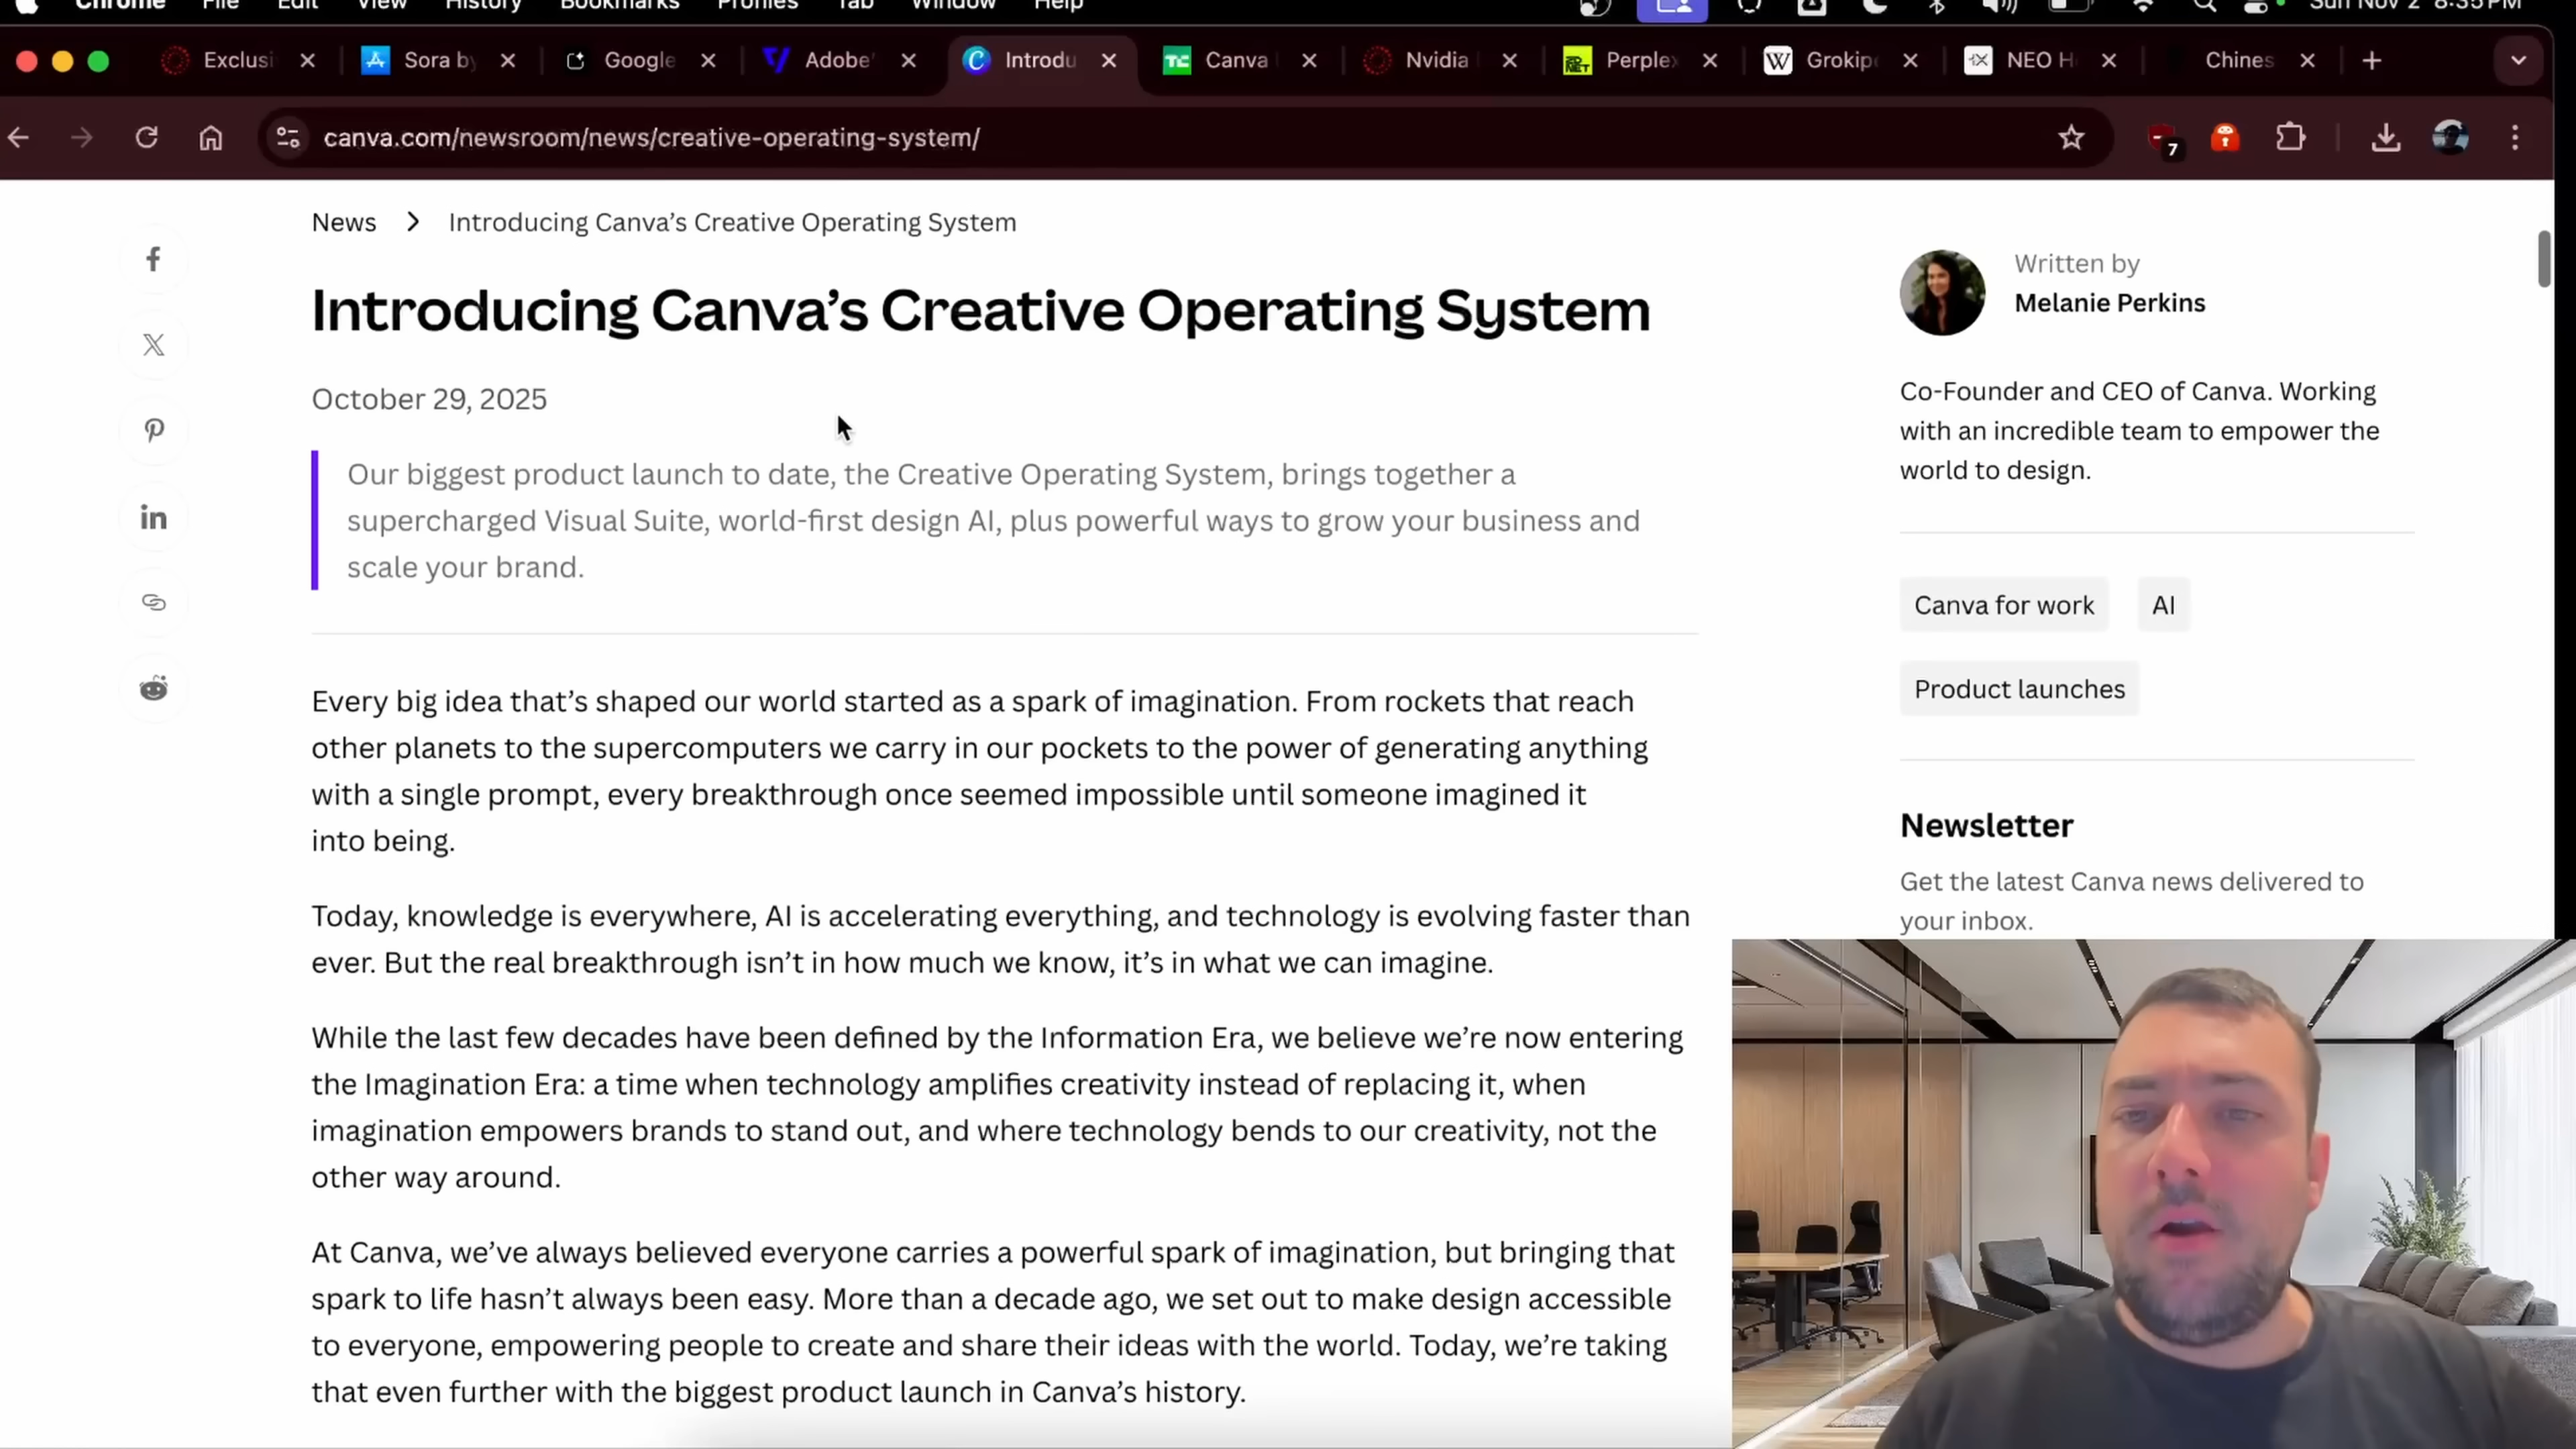 Chrome File Edit View History Bookmarks Profiles Tab Window Help Sun Nov 2 8:35 PM
Exclusi Sora by Google Adobe' Introdu TC Canva Nvidia Perplex W Grokip NEO H Chines
canva.com/newsroom/news/creative-operating-system/ 7
News > Introducing Canva’s Creative Operating System
Introducing Canva’s Creative Operating System
October 29, 2025
Our biggest product launch to date, the Creative Operating System, brings together a
supercharged Visual Suite, world-first design AI, plus powerful ways to grow your business and
scale your brand.
Every big idea that’s shaped our world started as a spark of imagination. From rockets that reach
other planets to the supercomputers we carry in our pockets to the power of generating anything
with a single prompt, every breakthrough once seemed impossible until someone imagined it
into being.
Today, knowledge is everywhere, AI is accelerating everything, and technology is evolving faster than
ever. But the real breakthrough isn’t in how much we know, it’s in what we can imagine.
While the last few decades have been defined by the Information Era, we believe we’re now entering
the Imagination Era: a time when technology amplifies creativity instead of replacing it, when
imagination empowers brands to stand out, and where technology bends to our creativity, not the
other way around.
At Canva, we’ve always believed everyone carries a powerful spark of imagination, but bringing that
spark to life hasn’t always been easy. More than a decade ago, we set out to make design accessible
to everyone, empowering people to create and share their ideas with the world. Today, we’re taking
that even further with the biggest product launch in Canva’s history.
Written by
Melanie Perkins
Co-Founder and CEO of Canva. Working
with an incredible team to empower the
world to design.
Canva for work AI
Product launches
Newsletter
Get the latest Canva news delivered to
your inbox.